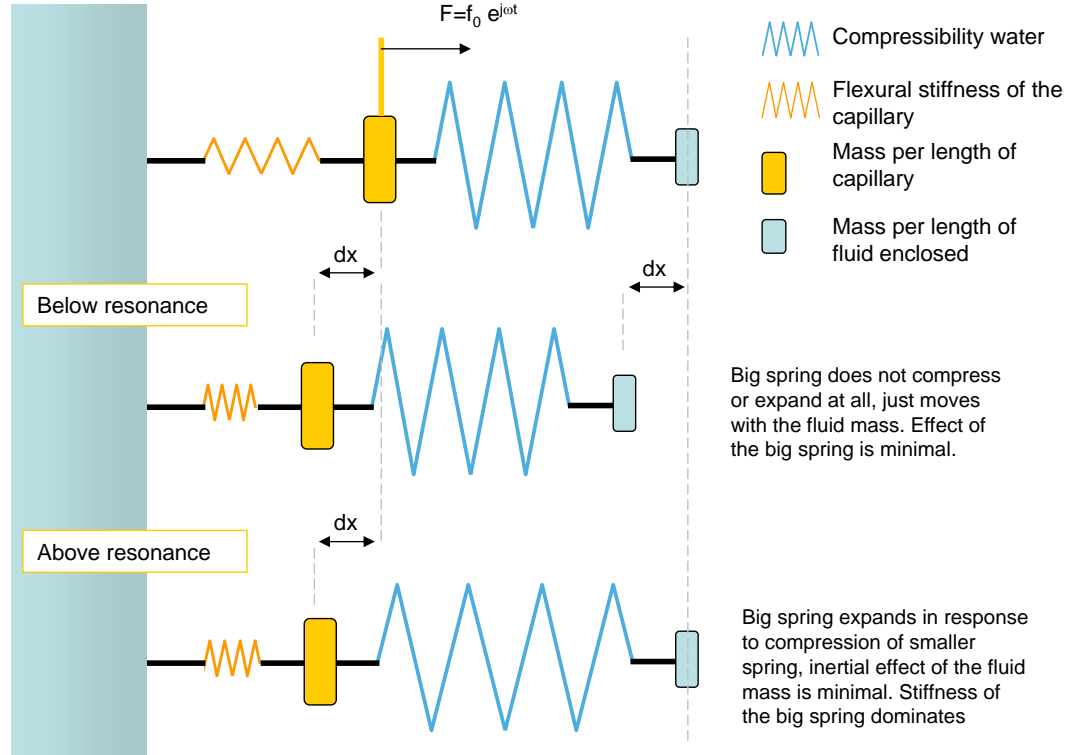 F=f₀ e^{jωt}
Compressibility water
Flexural stiffness of the
capillary
Mass per length of
capillary
Mass per length of
fluid enclosed
dx
dx
Below resonance
Big spring does not compress
or expand at all, just moves
with the fluid mass. Effect of
the big spring is minimal.
dx
Above resonance
Big spring expands in response
to compression of smaller
spring, inertial effect of the fluid
mass is minimal. Stiffness of
the big spring dominates